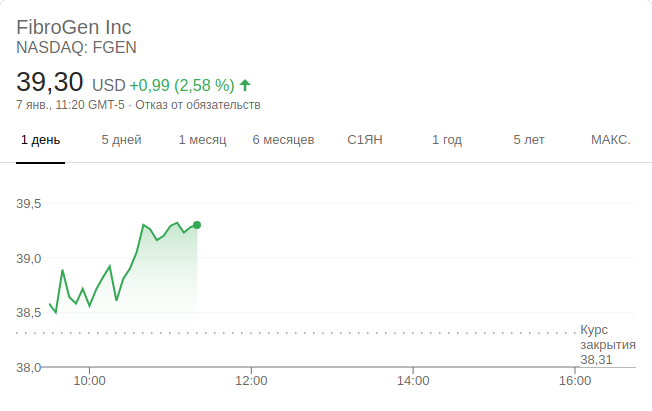 FibroGen Inc
NASDAQ: FGEN
39,30 USD +0,99 (2,58 %)
7 янв., 11:20 GMT-5 · Отказ от обязательств
1 день 5 дней 1 месяц 6 месяцев С1ЯН 1 год 5 лет МАКС.
39,5
39,0
38,5
Курс
закрытия
38,31
38,0
10:00 12:00 14:00 16:00